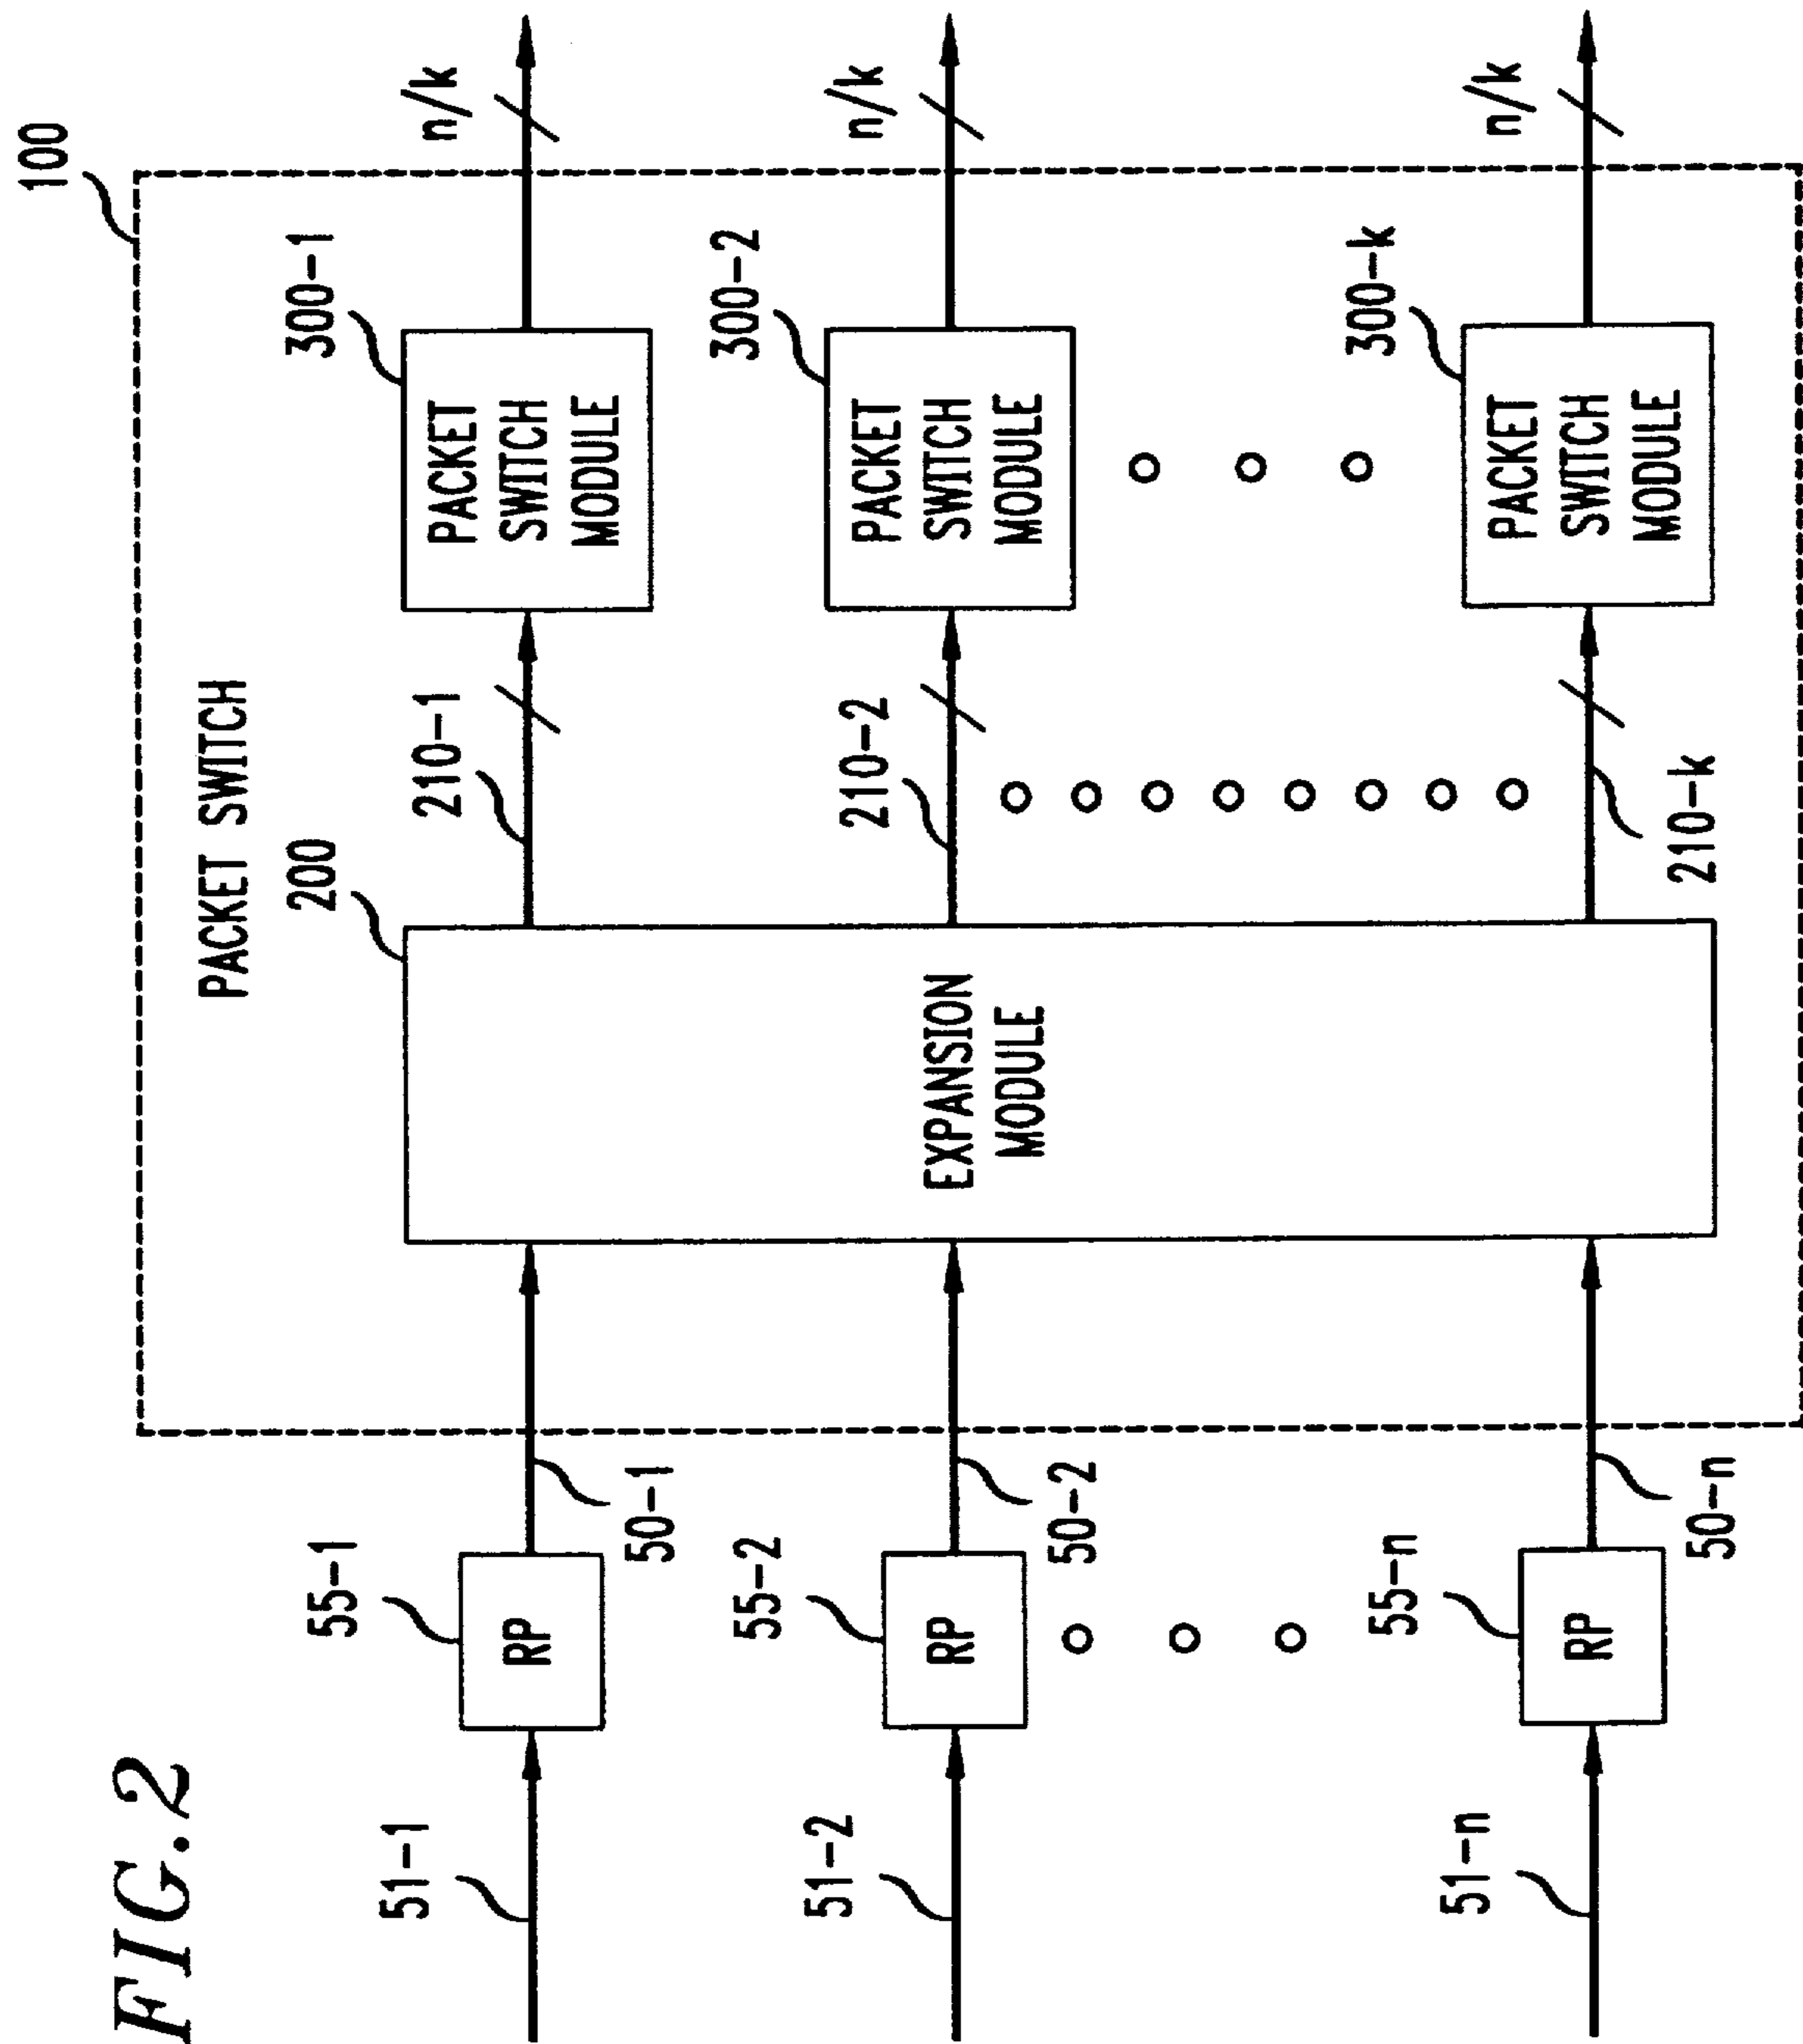 FIG.2
100
PACKET SWITCH
200
EXPANSION
MODULE
51-1
55-1
RP
50-1
210-1
300-1
PACKET
SWITCH
MODULE
n/k
51-2
55-2
RP
50-2
210-2
300-2
PACKET
SWITCH
MODULE
n/k
51-n
55-n
RP
50-n
210-k
300-k
PACKET
SWITCH
MODULE
n/k